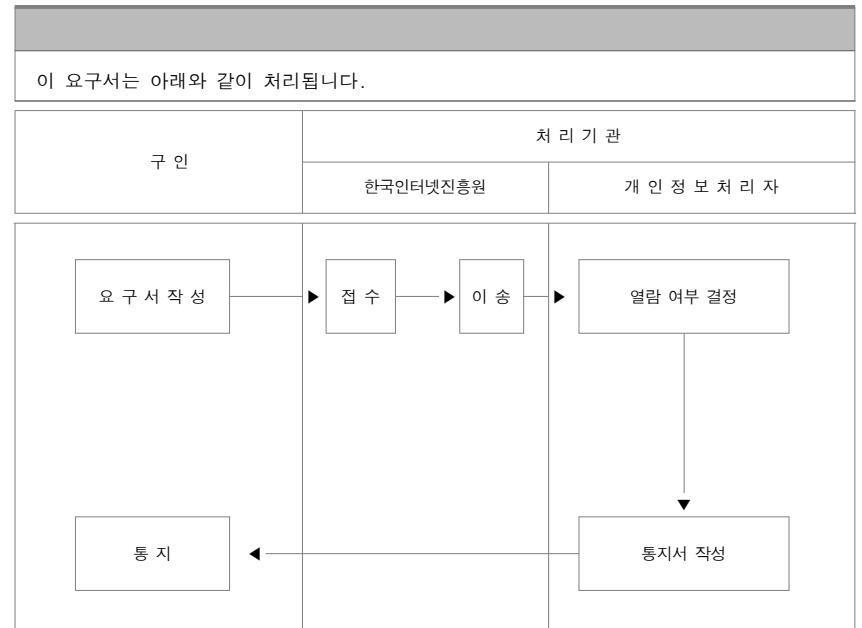 이 요구서는 아래와 같이 처리됩니다.
처 리 기 관
구 인
한국인터넷진흥원 개 인 정 보 처 리 자
요 구 서 작 성 접 수 이 송 열람 여부 결정
통 지 통지서 작성